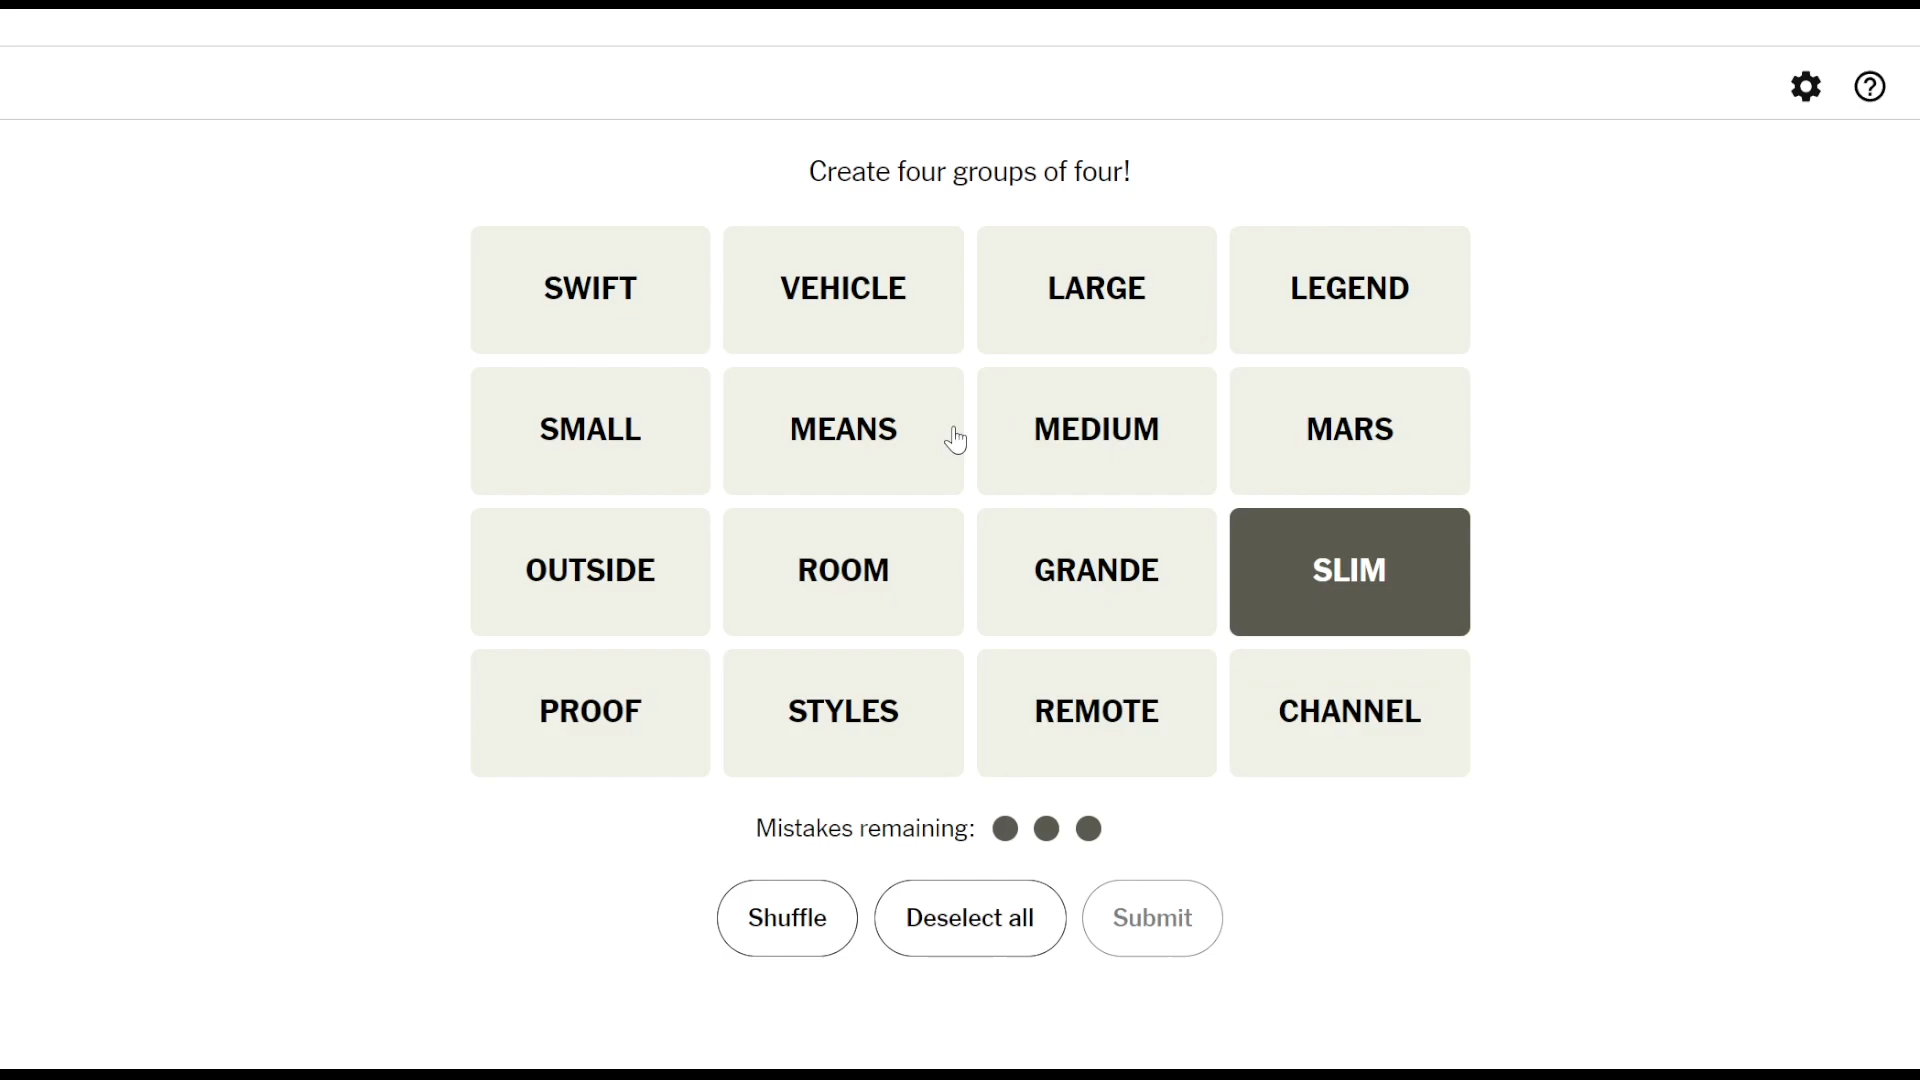 Create four groups of four!
SWIFT VEHICLE LARGE LEGEND
SMALL MEANS MEDIUM MARS
OUTSIDE ROOM GRANDE SLIM
PROOF STYLES REMOTE CHANNEL
Mistakes remaining:
Shuffle Deselect all Submit